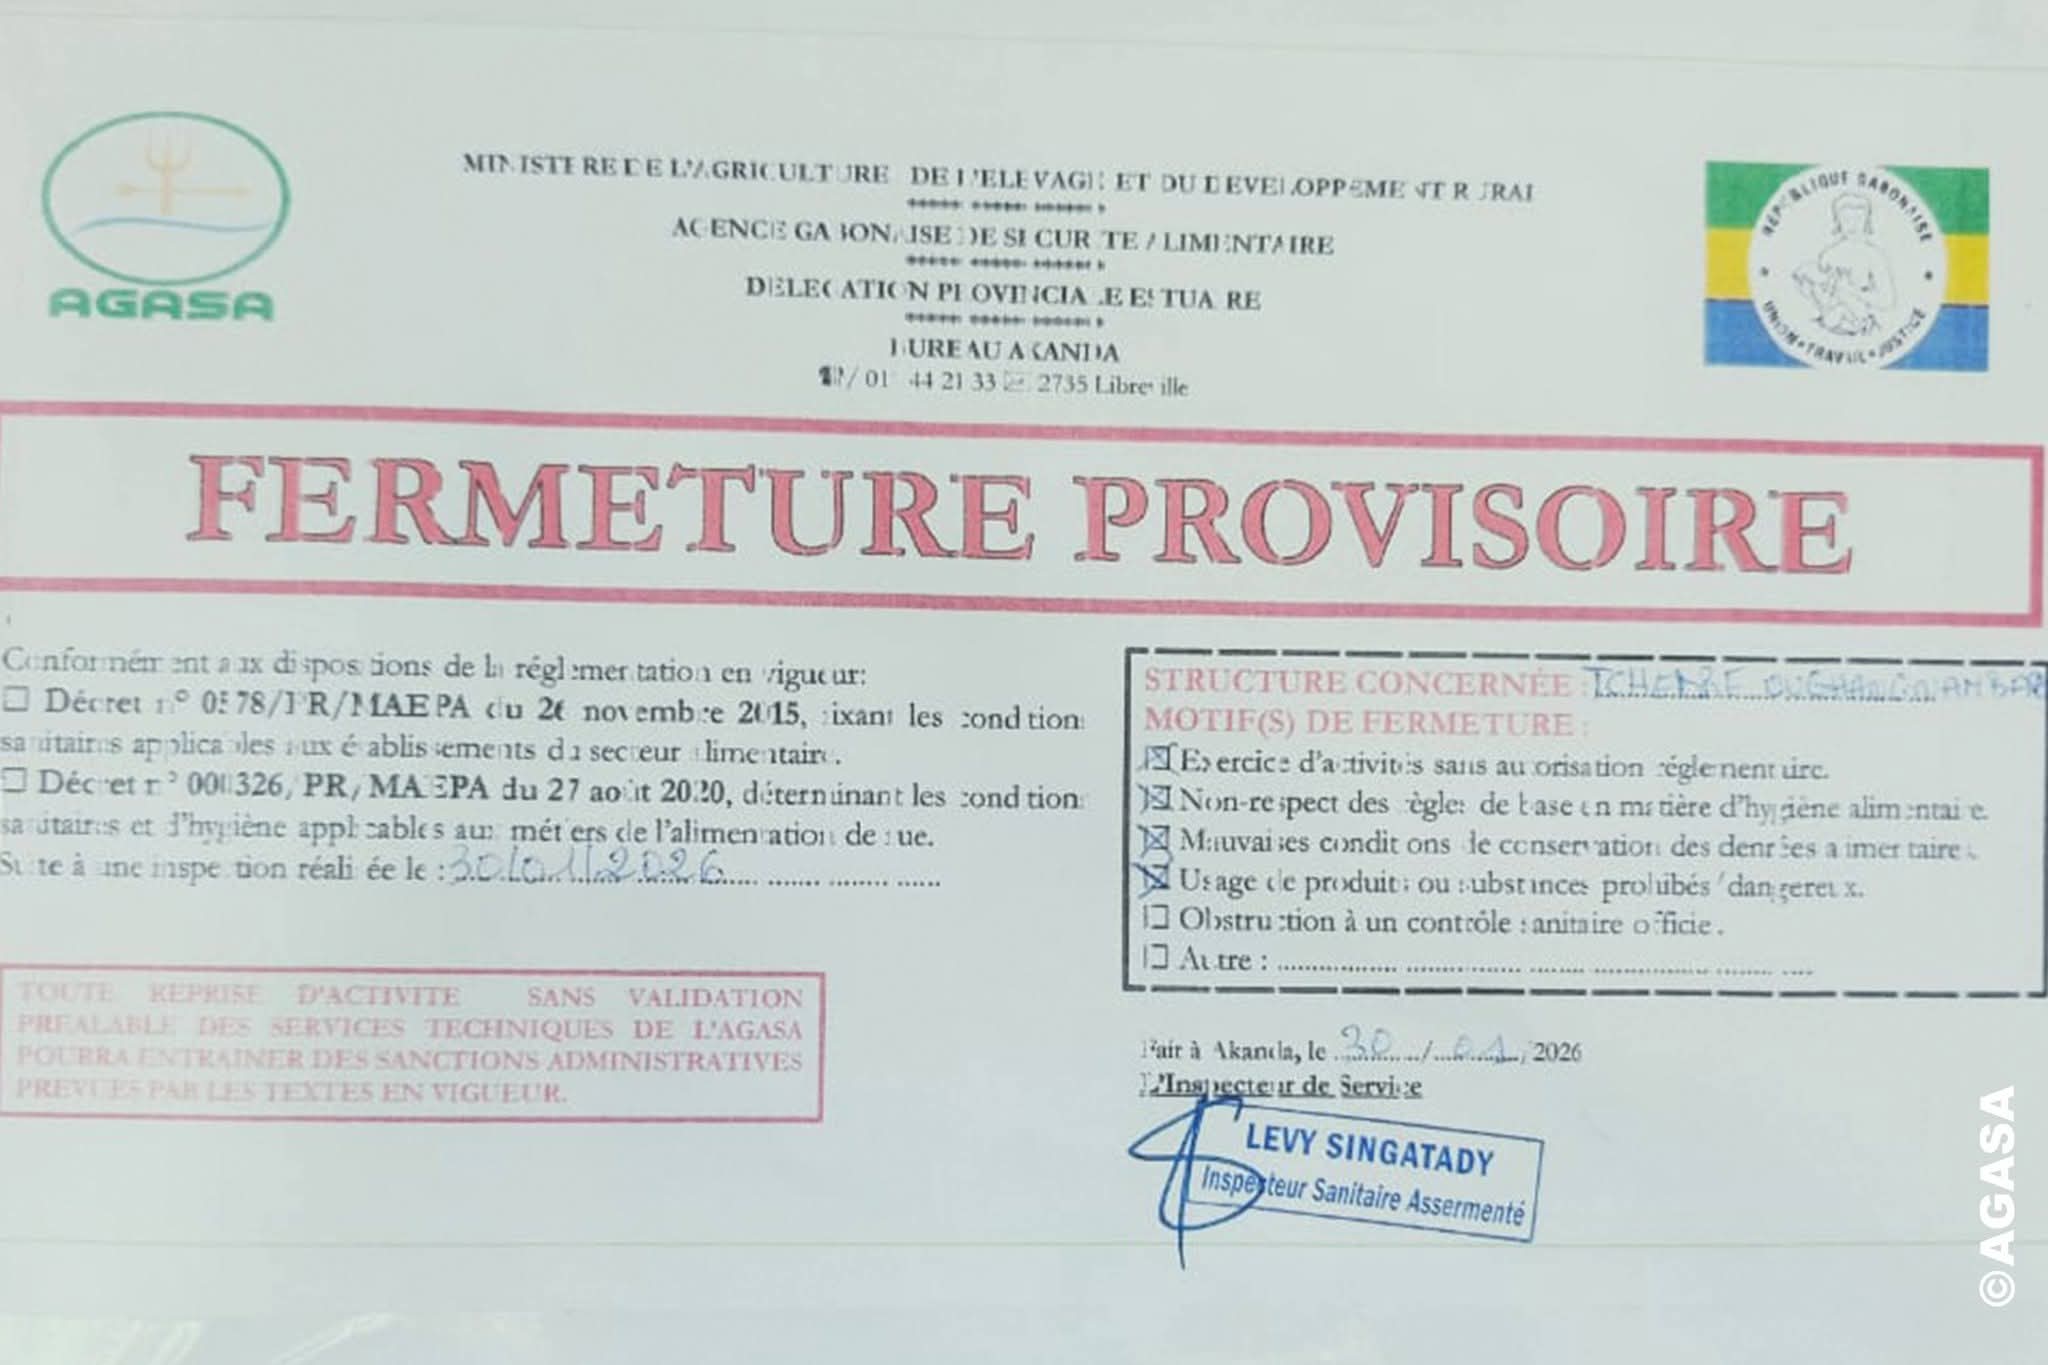 AGASA
MINISTERE DE L'AGRICULTURE DE L'ELEVAGE ET DU DEVELOPPEMENT RURAL
AGENCE GABONAISE DE SECURITE ALIMENTAIRE
DELEGATION PROVINCIALE ESTUAIRE
BUREAU AKANDA
44 21 33 2735 Libreville
RÉPUBLIQUE GABONAISE
UNION • TRAVAIL • JUSTICE
FERMETURE PROVISOIRE
Conformément aux dispositions de la réglementation en vigueur:
☐ Décret n° 0578/PR/MAEPA du 26 novembre 2015, fixant les condition
sanitaires applicables aux établissements du secteur alimentaire.
☐ Décret n° 000326/PR/MAEPA du 27 août 2020, déterminant les condition
sanitaires et d'hygiène applicables aux métiers de l'alimentation de rue.
Suite à une inspection réalisée le : 30/01/2026
TOUTE REPRISE D'ACTIVITE SANS VALIDATION
PREALABLE DES SERVICES TECHNIQUES DE L'AGASA
POURRA ENTRAINER DES SANCTIONS ADMINISTRATIVES
PREVUES PAR LES TEXTES EN VIGUEUR.
STRUCTURE CONCERNÉE :
MOTIF(S) DE FERMETURE :
☒ Exercice d'activités sans autorisation réglementaire.
☒ Non-respect des règles de base en matière d'hygiène alimentaire.
☒ Mauvaises conditions de conservation des denrées alimentaires.
☒ Usage de produits ou substances prohibés/dangereux.
☐ Obstruction à un contrôle sanitaire officiel.
☐ Autre :
Fait à Akanda, le 30/01/2026
L'Inspecteur de Service
LEVY SINGATADY
Inspecteur Sanitaire Assermenté
©AGASA